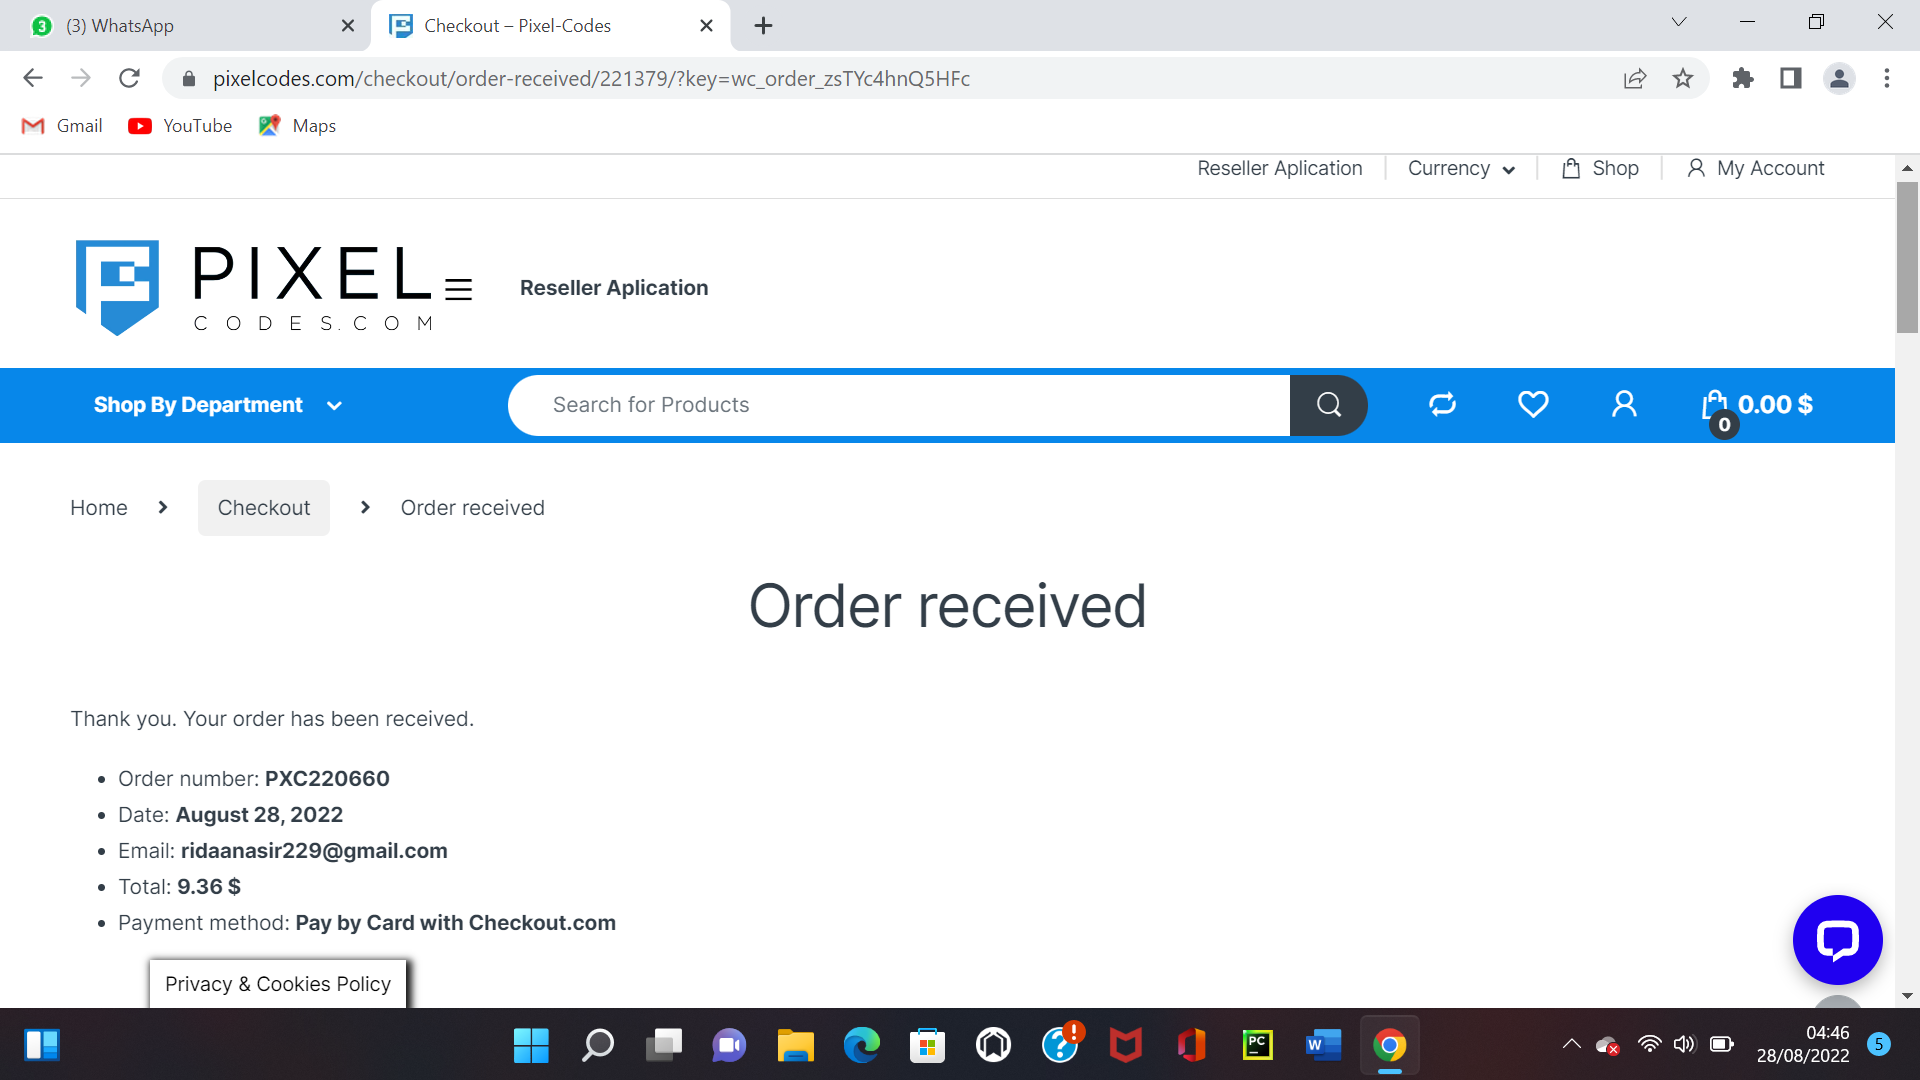 3 (3) WhatsApp
Checkout – Pixel-Codes
pixelcodes.com/checkout/order-received/221379/?key=wc_order_zsTYc4hnQ5HFc
Gmail YouTube Maps
Reseller Aplication Currency Shop My Account
PIXEL
CODES.COM
Reseller Aplication
Shop By Department Search for Products 0.00 $
0
Home Checkout Order received
Order received
Thank you. Your order has been received.
Order number: PXC220660
Date: August 28, 2022
Email: ridaanasir229@gmail.com
Total: 9.36 $
Payment method: Pay by Card with Checkout.com
Privacy & Cookies Policy
PC
W
04:46
28/08/2022
5